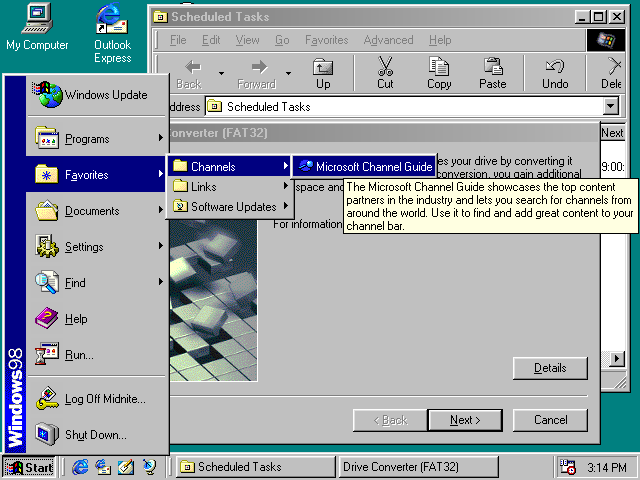 My Computer
Outlook
Express
Scheduled Tasks
File Edit View Go Favorites Advanced Help
Back Forward Up Cut Copy Paste Undo
ddress Scheduled Tasks
Converter (FAT32)
Next
9:00:
es your drive by converting it
conversion, you gain additional
space and
For information
Details
< Back Next > Cancel
Windows Update
Programs
Favorites
Documents
Settings
Find
Help
Run...
Log Off Midnite...
Shut Down...
Windows98
Channels
Links
Software Updates
Microsoft Channel Guide
The Microsoft Channel Guide showcases the top content
partners in the industry and lets you search for channels from
around the world. Use it to find and add great content to your
channel bar.
Start Scheduled Tasks Drive Converter (FAT32) 3:14 PM